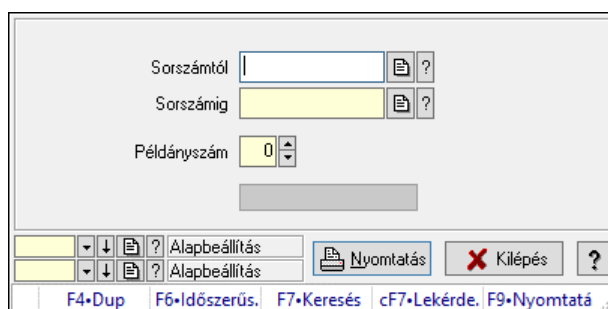 Sorszámtól ?
Sorszámig ?
Példányszám 0
? Alapbeállítás
? Alapbeállítás
Nyomtatás Kilépés ?
F4•Dup F6•Időszerűs. F7•Keresés cF7•Lekérde. F9•Nyomtatá